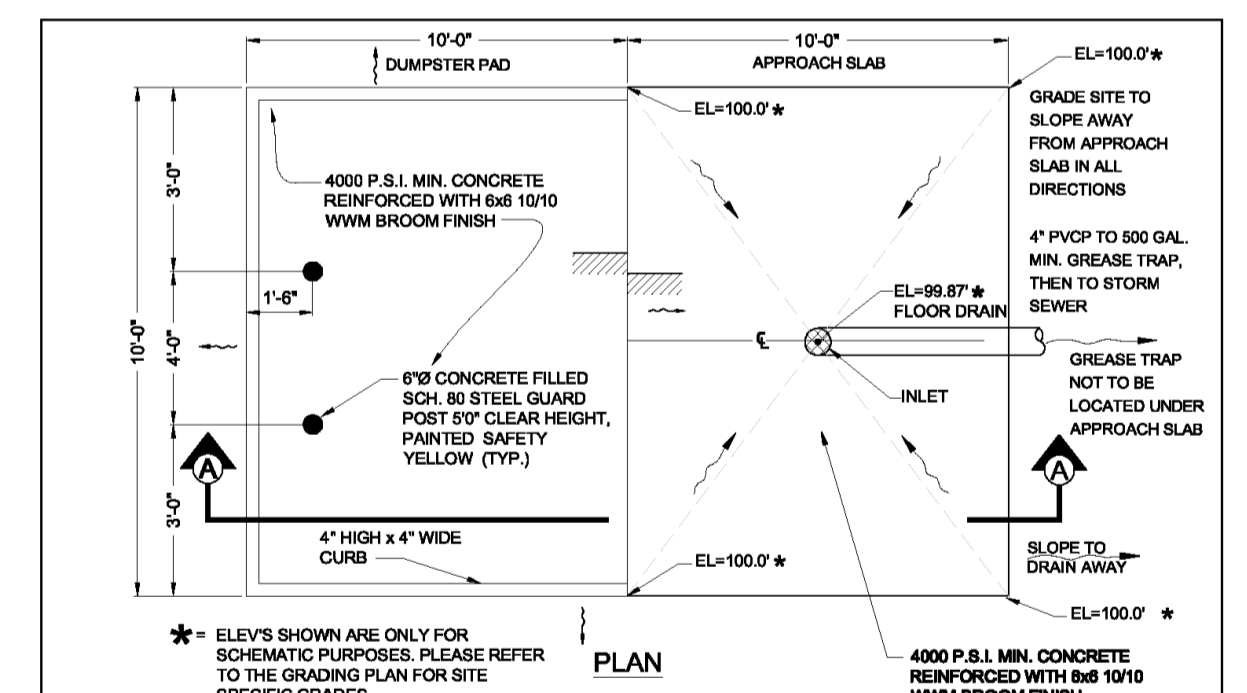 10'-0"
10'-0"
DUMPSTER PAD
APPROACH SLAB
EL=100.0' *
EL=100.0' *
GRADE SITE TO
SLOPE AWAY
FROM APPROACH
SLAB IN ALL
DIRECTIONS
3'-0"
4000 P.S.I. MIN. CONCRETE
REINFORCED WITH 6x6 10/10
WWM BROOM FINISH
4" PVCP TO 500 GAL.
MIN. GREASE TRAP,
THEN TO STORM
SEWER
1'-6"
EL=99.87' *
FLOOR DRAIN
10'-0"
4'-0"
℄
GREASE TRAP
NOT TO BE
LOCATED UNDER
APPROACH SLAB
6"Ø CONCRETE FILLED
SCH. 80 STEEL GUARD
POST 5'0" CLEAR HEIGHT,
PAINTED SAFETY
YELLOW (TYP.)
INLET
A
A
3'-0"
4" HIGH x 4" WIDE
CURB
SLOPE TO
DRAIN AWAY
EL=100.0' *
EL=100.0' *
* = ELEV'S SHOWN ARE ONLY FOR
SCHEMATIC PURPOSES. PLEASE REFER
TO THE GRADING PLAN FOR SITE
SPECIFIC GRADES
PLAN
4000 P.S.I. MIN. CONCRETE
REINFORCED WITH 6x6 10/10
WWM BROOM FINISH